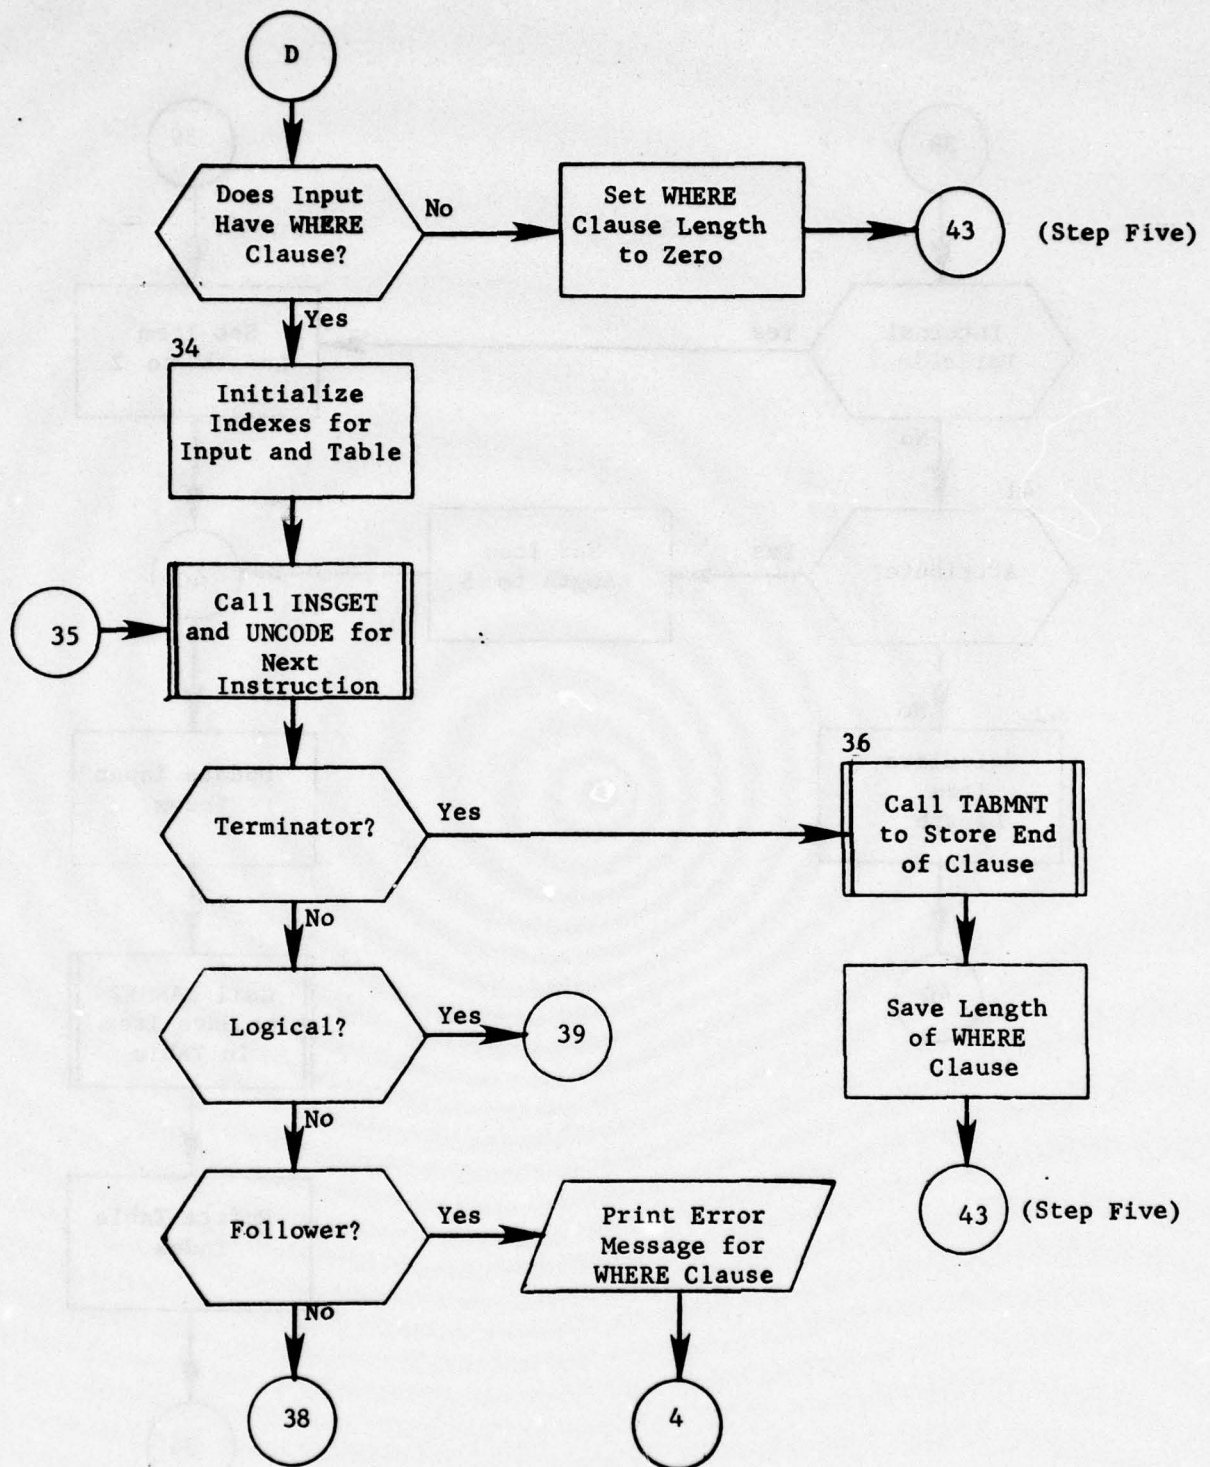 D
Does Input
Have WHERE
Clause?
No
Set WHERE
Clause Length
to Zero
43
(Step Five)
Yes
34
Initialize
Indexes for
Input and Table
35
Call INSGET
and UNCODE for
Next
Instruction
Terminator?
Yes
36
Call TABMNT
to Store End
of Clause
No
Logical?
Yes
39
Save Length
of WHERE
Clause
No
Follower?
Yes
Print Error
Message for
WHERE Clause
43
(Step Five)
No
38
4